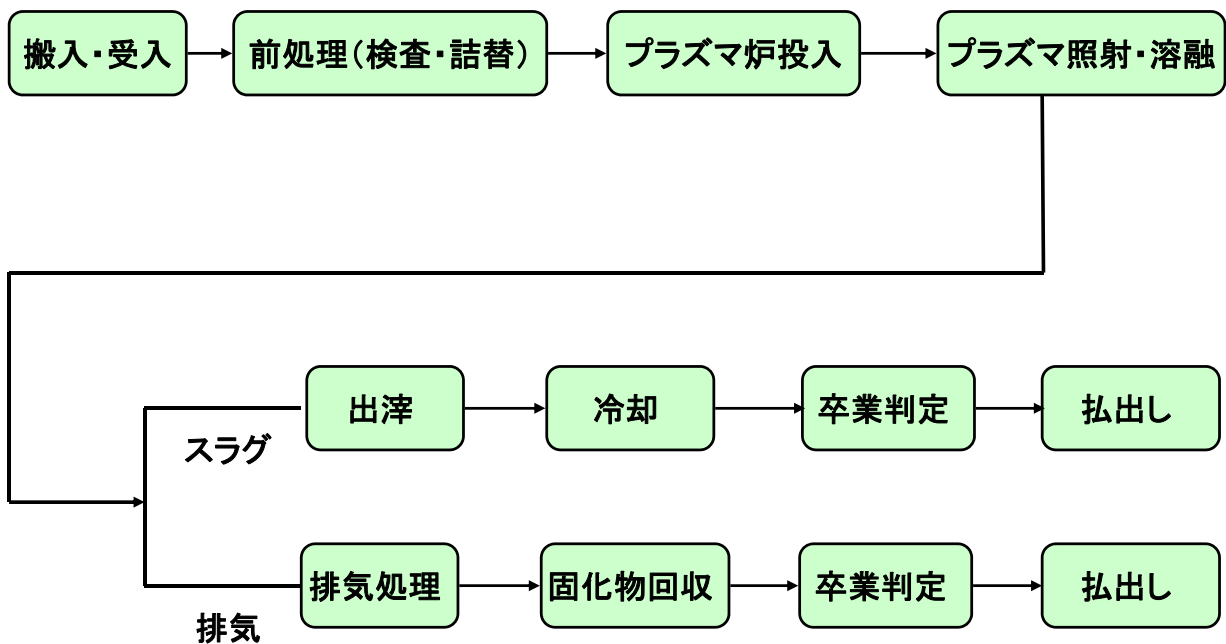 搬入・受入
前処理(検査・詰替)
プラズマ炉投入
プラズマ照射・溶融
出滓
冷却
卒業判定
払出し
スラグ
排気処理
固化物回収
卒業判定
払出し
排気